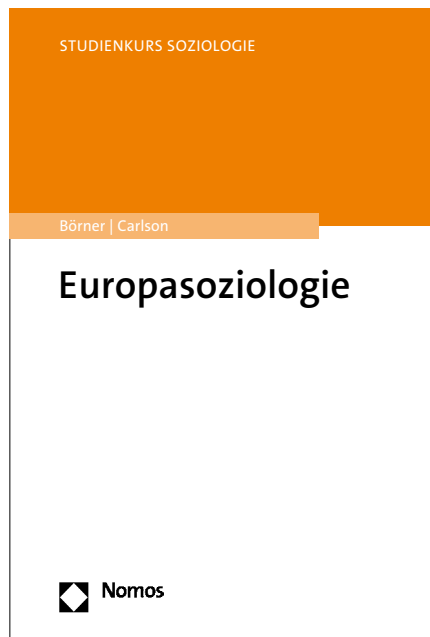 STUDIENKURS SOZIOLOGIE
Börner | Carlson
Europasoziologie
Nomos